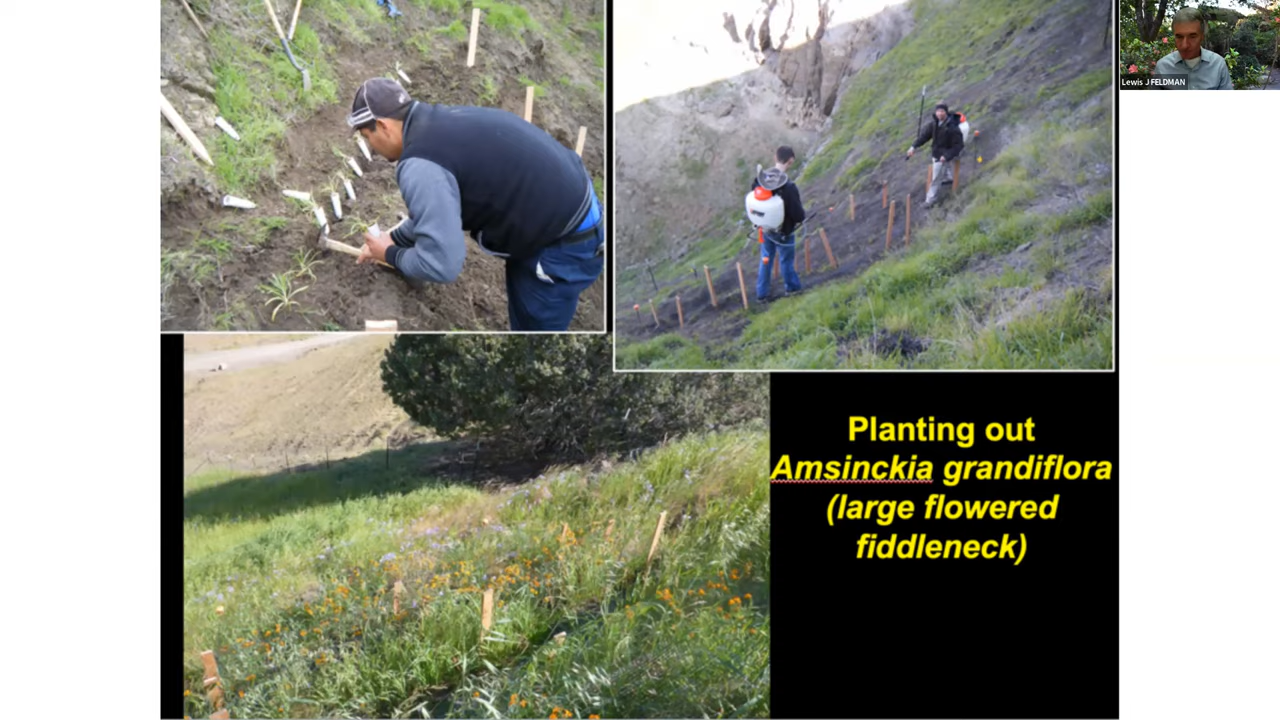 Lewis J FELDMAN
Planting out
Amsinckia grandiflora
(large flowered
fiddleneck)